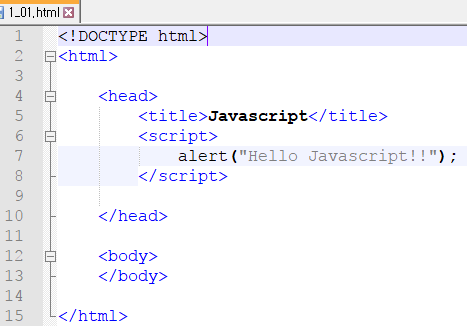 1_01.html
1 <!DOCTYPE html>
2 <html>
3
4 <head>
5 <title>Javascript</title>
6 <script>
7 alert("Hello Javascript!!");
8 </script>
9
10 </head>
11
12 <body>
13 </body>
14
15 </html>